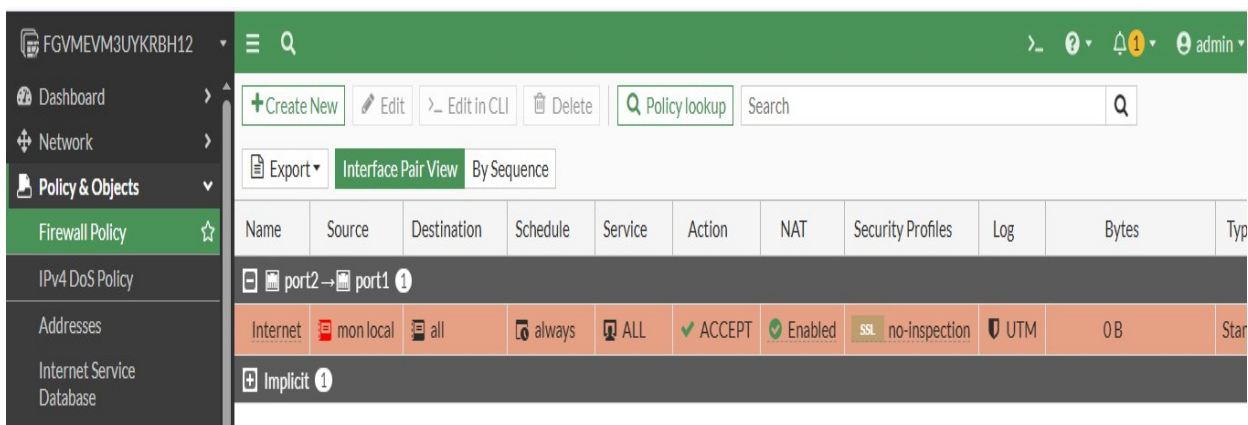 FGVMEVM3UYKRBH12
>_ ? 1 admin
Dashboard
Network
Policy & Objects
Firewall Policy
IPv4 DoS Policy
Addresses
Internet Service
Database
+ Create New Edit >_ Edit in CLI Delete Policy lookup Search
Export Interface Pair View By Sequence
Name Source Destination Schedule Service Action NAT Security Profiles Log Bytes Typ
port2 → port1 1
Internet mon local all always ALL ACCEPT Enabled SSL no-inspection UTM 0 B Stan
Implicit 1